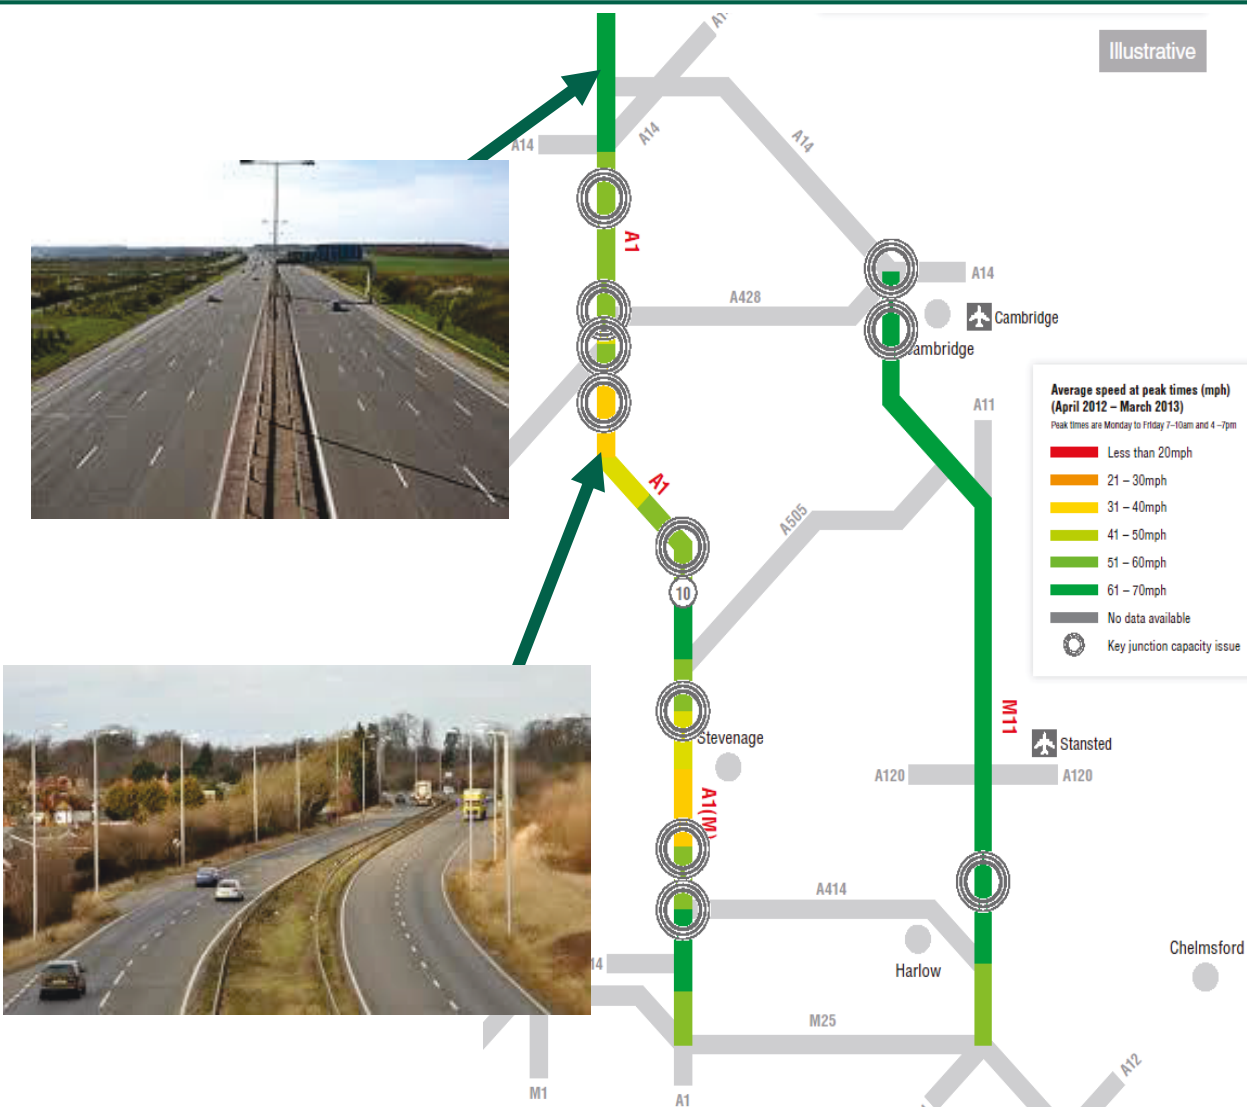 Illustrative
A14
A14
A14
A14
A1
A428
A14
Cambridge
Cambridge
Average speed at peak times (mph)
(April 2012 – March 2013)
Peak times are Monday to Friday 7–10am and 4 –7pm
Less than 20mph
21 – 30mph
31 – 40mph
41 – 50mph
51 – 60mph
61 – 70mph
No data available
Key junction capacity issue
A11
A1
A505
10
M11
Stevenage
Stansted
A120
A120
A1(M)
A414
Harlow
Chelmsford
14
M25
M1
A1
A12